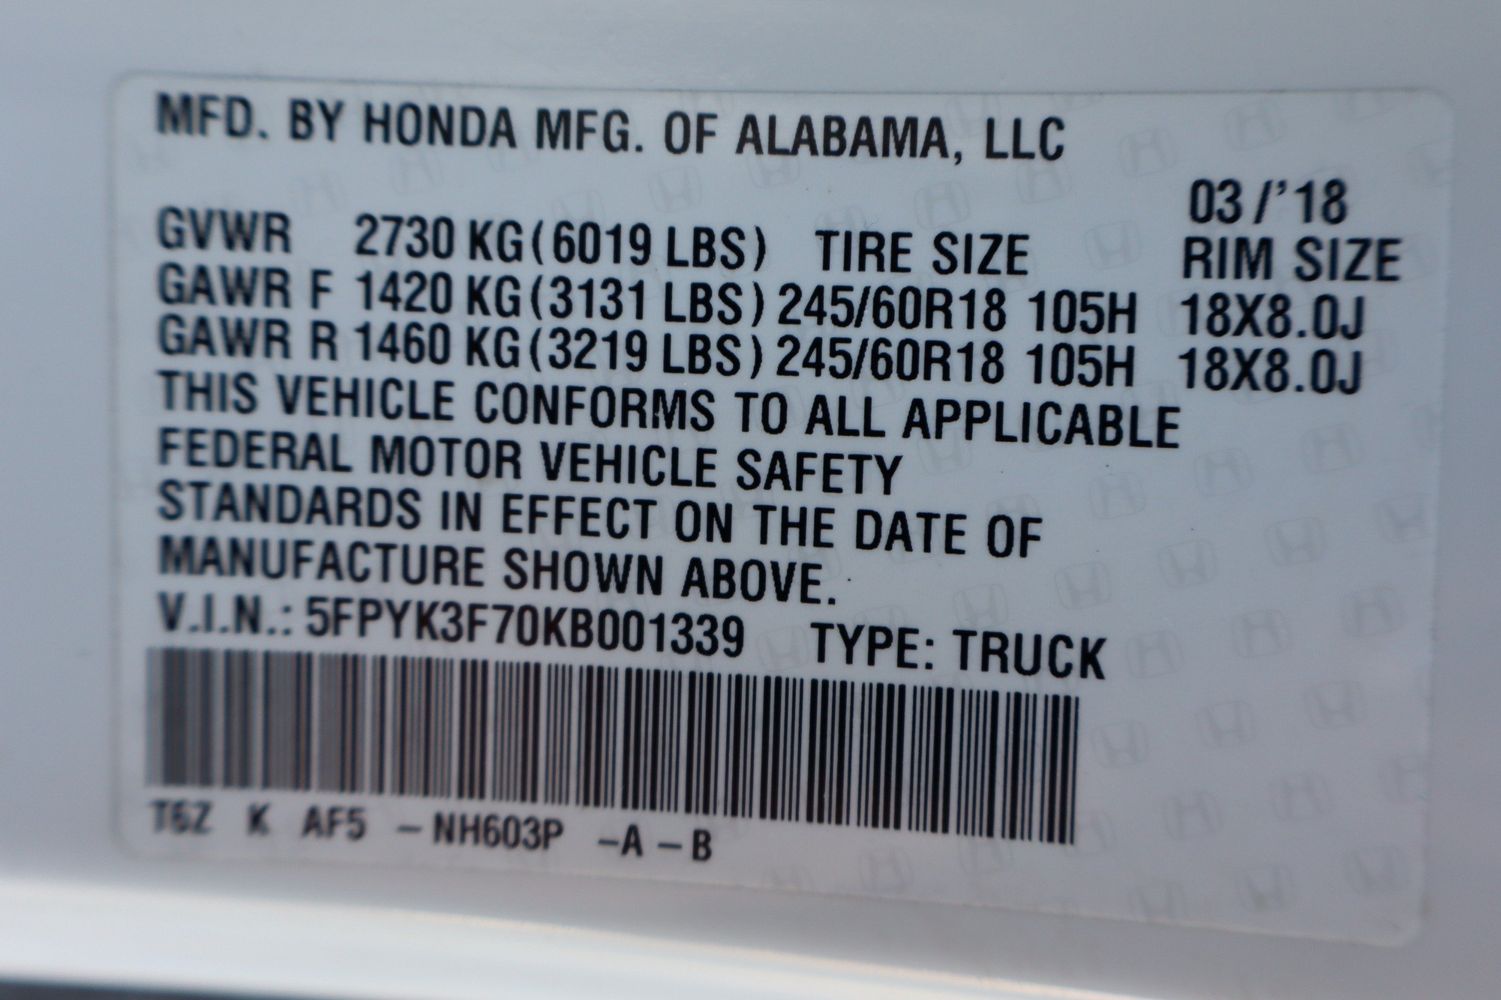 MFD. BY HONDA MFG. OF ALABAMA, LLC
03/'18
GVWR 2730 KG(6019 LBS) TIRE SIZE RIM SIZE
GAWR F 1420 KG(3131 LBS) 245/60R18 105H 18X8.0J
GAWR R 1460 KG(3219 LBS) 245/60R18 105H 18X8.0J
THIS VEHICLE CONFORMS TO ALL APPLICABLE
FEDERAL MOTOR VEHICLE SAFETY
STANDARDS IN EFFECT ON THE DATE OF
MANUFACTURE SHOWN ABOVE.
V.I.N.: 5FPYK3F70KB001339 TYPE: TRUCK
T6Z K AF5 - NH603P -A - B